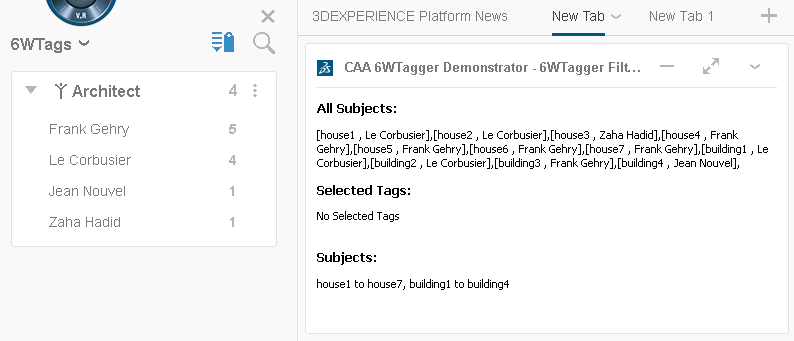 V.R
6WTags
Architect 4
Frank Gehry 5
Le Corbusier 4
Jean Nouvel 1
Zaha Hadid 1
3DEXPERIENCE Platform News New Tab New Tab 1
CAA 6WTagger Demonstrator - 6WTagger Filt...
All Subjects:
[house1 , Le Corbusier],[house2 , Le Corbusier],[house3 , Zaha Hadid],[house4 , Frank
Gehry],[house5 , Frank Gehry],[house6 , Frank Gehry],[house7 , Frank Gehry],[building1 , Le
Corbusier],[building2 , Le Corbusier],[building3 , Frank Gehry],[building4 , Jean Nouvel],
Selected Tags:
No Selected Tags
Subjects:
house1 to house7, building1 to building4